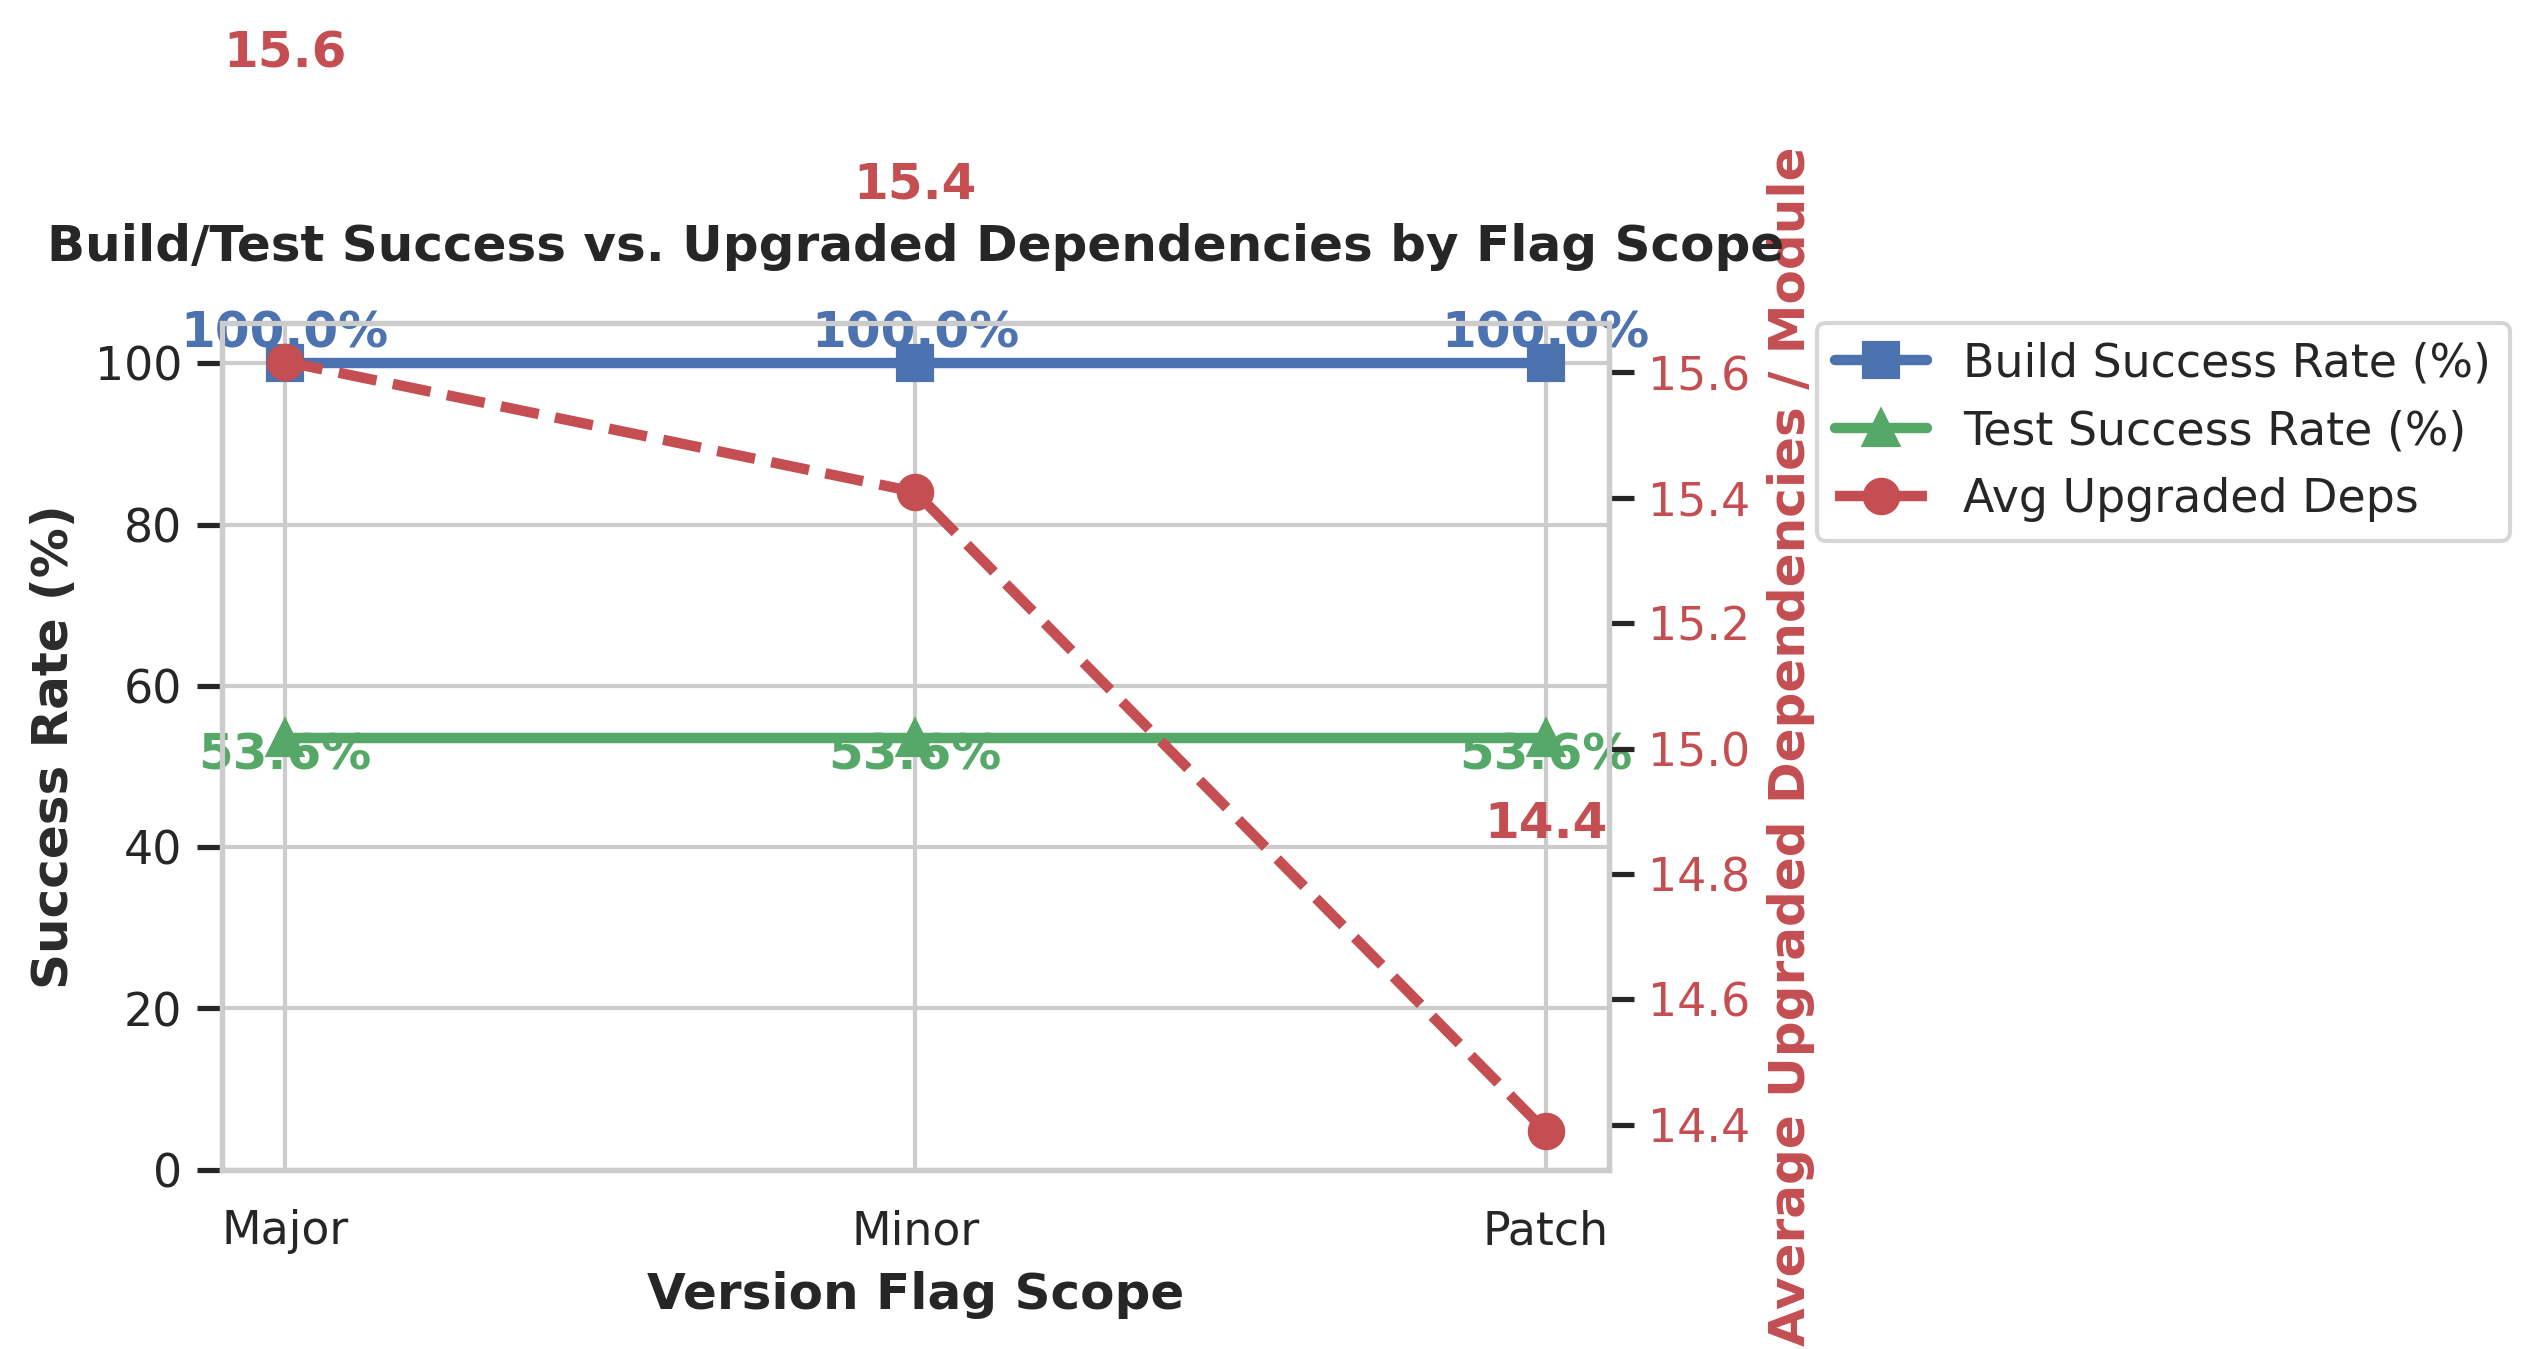 15.6
15.4
Build/Test Success vs. Upgraded Dependencies by Flag Scope
100.0%
100.0%
100.0%
53.6%
53.6%
53.6%
14.4
Success Rate (%)
100
80
60
40
20
0
15.6
15.4
15.2
15.0
14.8
14.6
14.4
Average Upgraded Dependencies / Module
Build Success Rate (%)
Test Success Rate (%)
Avg Upgraded Deps
Major
Minor
Patch
Version Flag Scope